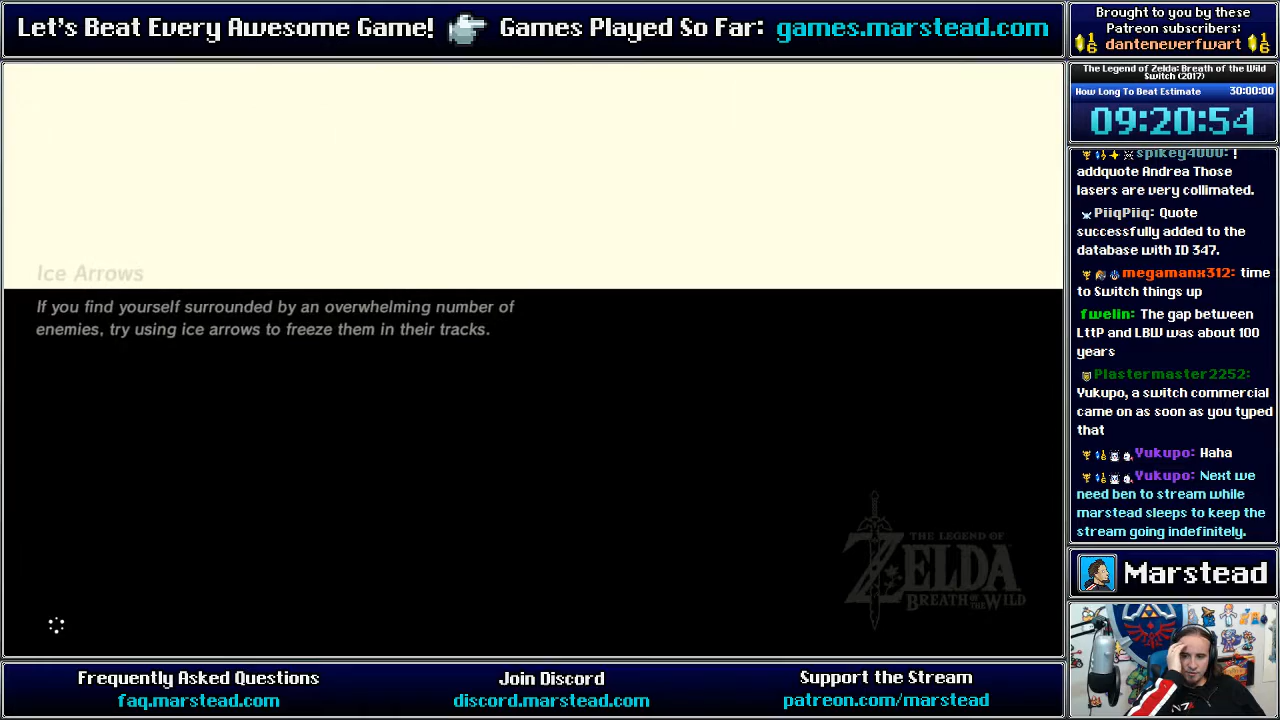 Let's Beat Every Awesome Game!
Games Played So Far: games.marstead.com
Brought to you by these
Patreon subscribers:
danteneverfwart
The Legend of Zelda: Breath of the Wild
Switch (2017)
How Long To Beat Estimate 30:00:00
09:20:54
spikey4000: !
addquote Andrea Those
lasers are very collimated.
PiiqPiiq: Quote
successfully added to the
database with ID 347.
megamanx312: time
to Switch things up
fwelin: The gap between
LttP and LBW was about 100
years
Plastermaster2252:
Yukupo, a switch commercial
came on as soon as you typed
that
Yukupo: Haha
Yukupo: Next we
need ben to stream while
marstead sleeps to keep the
stream going indefinitely.
Marstead
Ice Arrows
If you find yourself surrounded by an overwhelming number of
enemies, try using ice arrows to freeze them in their tracks.
THE LEGEND OF
ZELDA
BREATH OF THE WILD
Frequently Asked Questions
faq.marstead.com
Join Discord
discord.marstead.com
Support the Stream
patreon.com/marstead